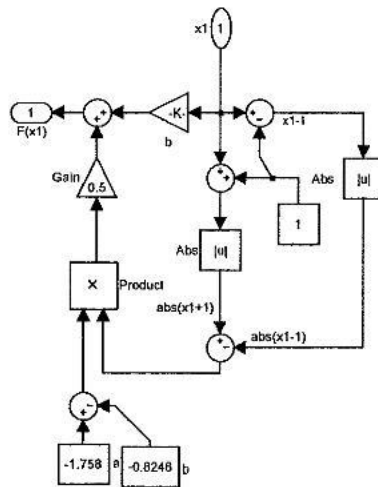 x1 1
1
F(x1)
-K-
b
x1-1
Gain
0.5
Abs |u|
1
Abs |u|
× Product
abs(x1+1)
abs(x1-1)
-1.758 a
-0.8246 b